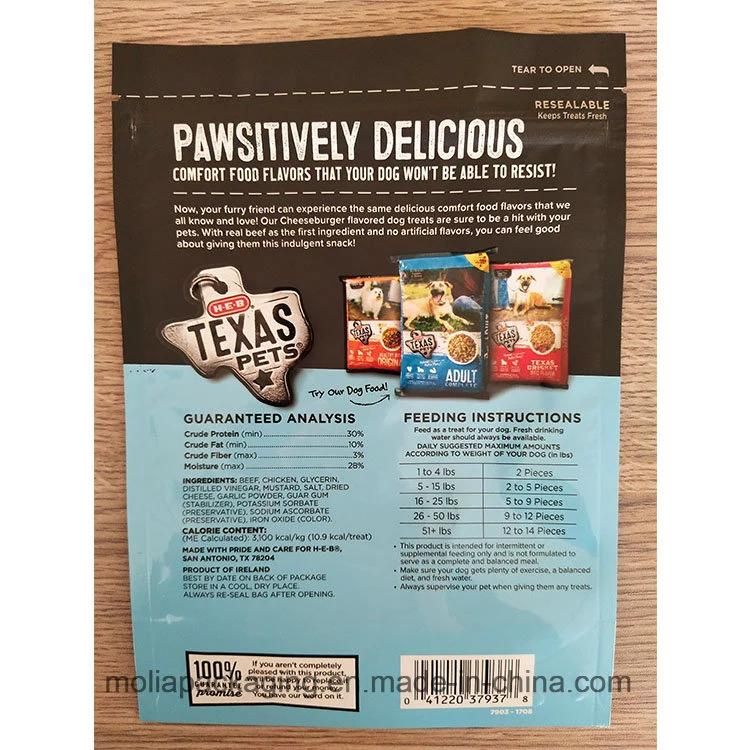 TEAR TO OPEN
RESEALABLE
Keeps Treats Fresh
PAWSITIVELY DELICIOUS
COMFORT FOOD FLAVORS THAT YOUR DOG WON'T BE ABLE TO RESIST!
Now, your furry friend can experience the same delicious comfort food flavors that we
all know and love! Our Cheeseburger flavored dog treats are sure to be a hit with your
pets. With real beef as the first ingredient and no artificial flavors, you can feel good
about giving them this indulgent snack!
H-E-B
TEXAS
PETS
TEXAS
ADULT
COMPLETE
TEXAS
BRISKET
Try Our Dog Food!
GUARANTEED ANALYSIS
Crude Protein (min)........30%
Crude Fat (min)........10%
Crude Fiber (max)........3%
Moisture (max)........28%
INGREDIENTS: BEEF, CHICKEN, GLYCERIN,
DISTILLED VINEGAR, MUSTARD, SALT, DRIED
CHEESE, GARLIC POWDER, GUAR GUM
(STABILIZER), POTASSIUM SORBATE
(PRESERVATIVE), SODIUM ASCORBATE
(PRESERVATIVE), IRON OXIDE (COLOR).
CALORIE CONTENT:
(ME Calculated): 3,100 kcal/kg (10.9 kcal/treat)
MADE WITH PRIDE AND CARE FOR H-E-B®,
SAN ANTONIO, TX 78204
PRODUCT OF IRELAND
BEST BY DATE ON BACK OF PACKAGE
STORE IN A COOL, DRY PLACE.
ALWAYS RE-SEAL BAG AFTER OPENING.
FEEDING INSTRUCTIONS
Feed as a treat for your dog. Fresh drinking
water should always be available.
DAILY SUGGESTED MAXIMUM AMOUNTS
ACCORDING TO WEIGHT OF YOUR DOG (in lbs)
1 to 4 lbs 2 Pieces
5 - 15 lbs 2 to 5 Pieces
16 - 25 lbs 5 to 9 Pieces
26 - 50 lbs 9 to 12 Pieces
51+ lbs 12 to 14 Pieces
• This product is intended for intermittent or
supplemental feeding only and is not formulated to
serve as a complete and balanced meal.
• Make sure your dog gets plenty of exercise, a balanced
diet, and fresh water.
• Always supervise your pet when giving them any treats.
100%
GUARANTEE
promise
If you aren't completely
pleased with this product,
we'll be happy to replace it
or return your money.
You have our word on it.
0 41220 37937 8
7903 - 1708
moliapackaging.en.made-in-china.com